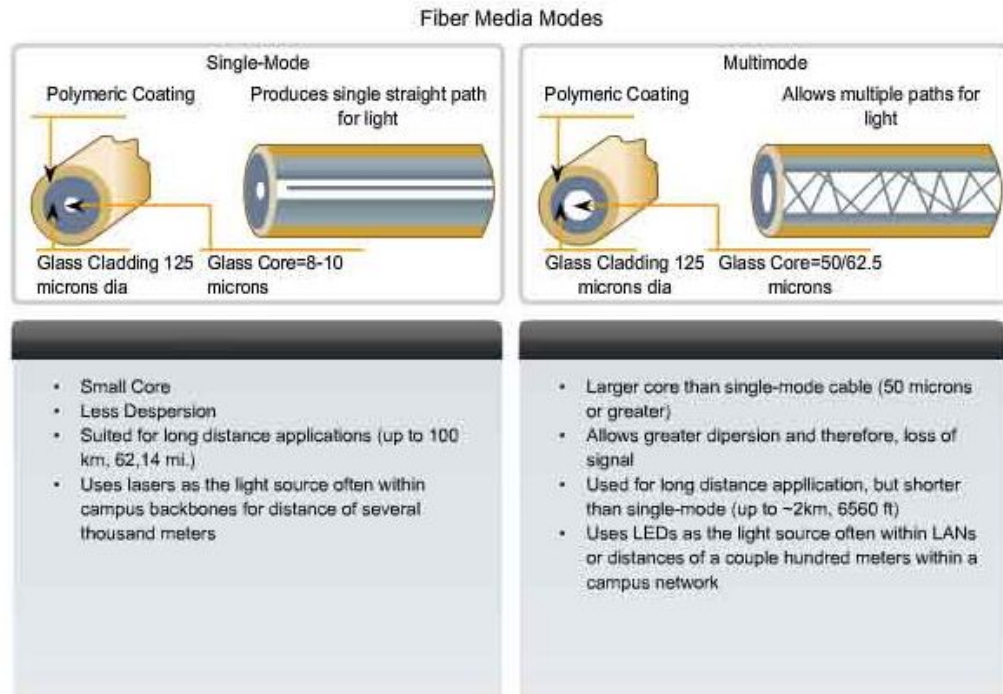 Fiber Media Modes
Single-Mode
Polymeric Coating
Produces single straight path
for light
Glass Cladding 125
microns dia
Glass Core=8-10
microns
Multimode
Polymeric Coating
Allows multiple paths for
light
Glass Cladding 125
microns dia
Glass Core=50/62.5
microns
• Small Core
• Less Despersion
• Suited for long distance applications (up to 100
km, 62,14 mi.)
• Uses lasers as the light source often within
campus backbones for distance of several
thousand meters
• Larger core than single-mode cable (50 microns
or greater)
• Allows greater dipersion and therefore, loss of
signal
• Used for long distance appllication, but shorter
than single-mode (up to ~2km, 6560 ft)
• Uses LEDs as the light source often within LANs
or distances of a couple hundred meters within a
campus network